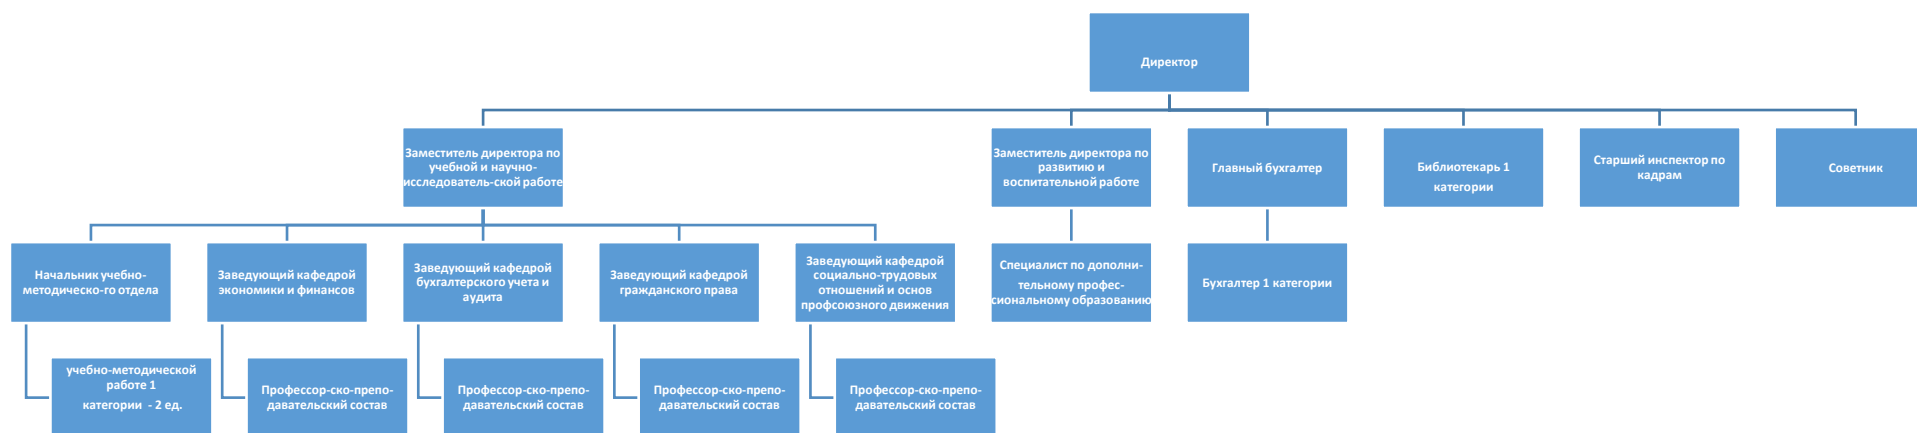 Директор
Заместитель директора по
учебной и научно-
исследователь-ской работе
Заместитель директора по
развитию и
воспитательной работе
Главный бухгалтер
Библиотекарь 1
категории
Старший инспектор по
кадрам
Советник
Начальник учебно-
методическо-го отдела
Заведующий кафедрой
экономики и финансов
Заведующий кафедрой
бухгалтерского учета и
аудита
Заведующий кафедрой
гражданского права
Заведующий кафедрой
социально-трудовых
отношений и основ
профсоюзного движения
Специалист по дополни-
тельному профес-
сиональному образованию
Бухгалтер 1 категории
учебно-методической
работе 1
категории - 2 ед.
Профессор-ско-препо-
давательский состав
Профессор-ско-препо-
давательский состав
Профессор-ско-препо-
давательский состав
Профессор-ско-препо-
давательский состав